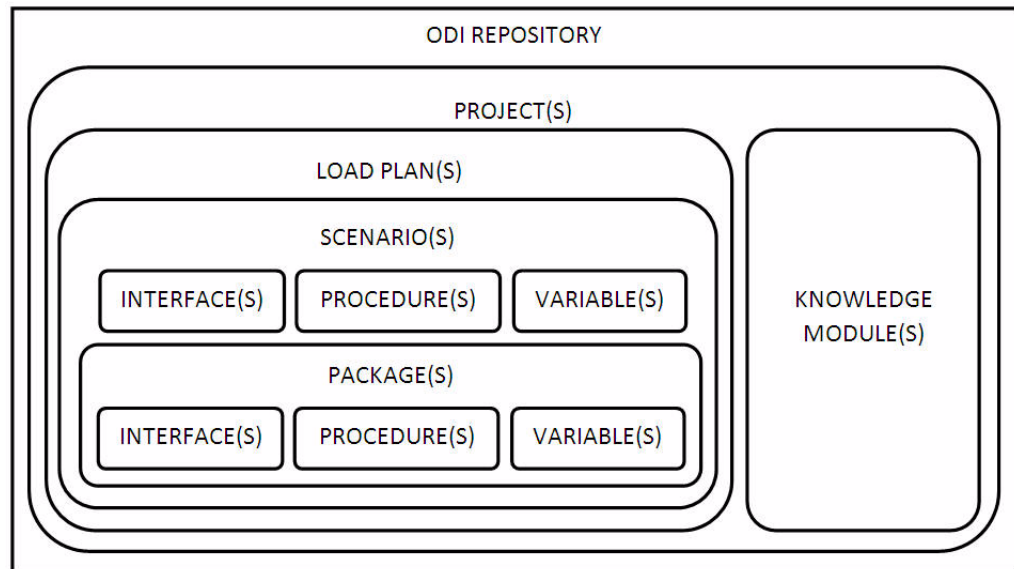 ODI REPOSITORY
PROJECT(S)
LOAD PLAN(S)
SCENARIO(S)
INTERFACE(S) PROCEDURE(S) VARIABLE(S)
PACKAGE(S)
INTERFACE(S) PROCEDURE(S) VARIABLE(S)
KNOWLEDGE
MODULE(S)